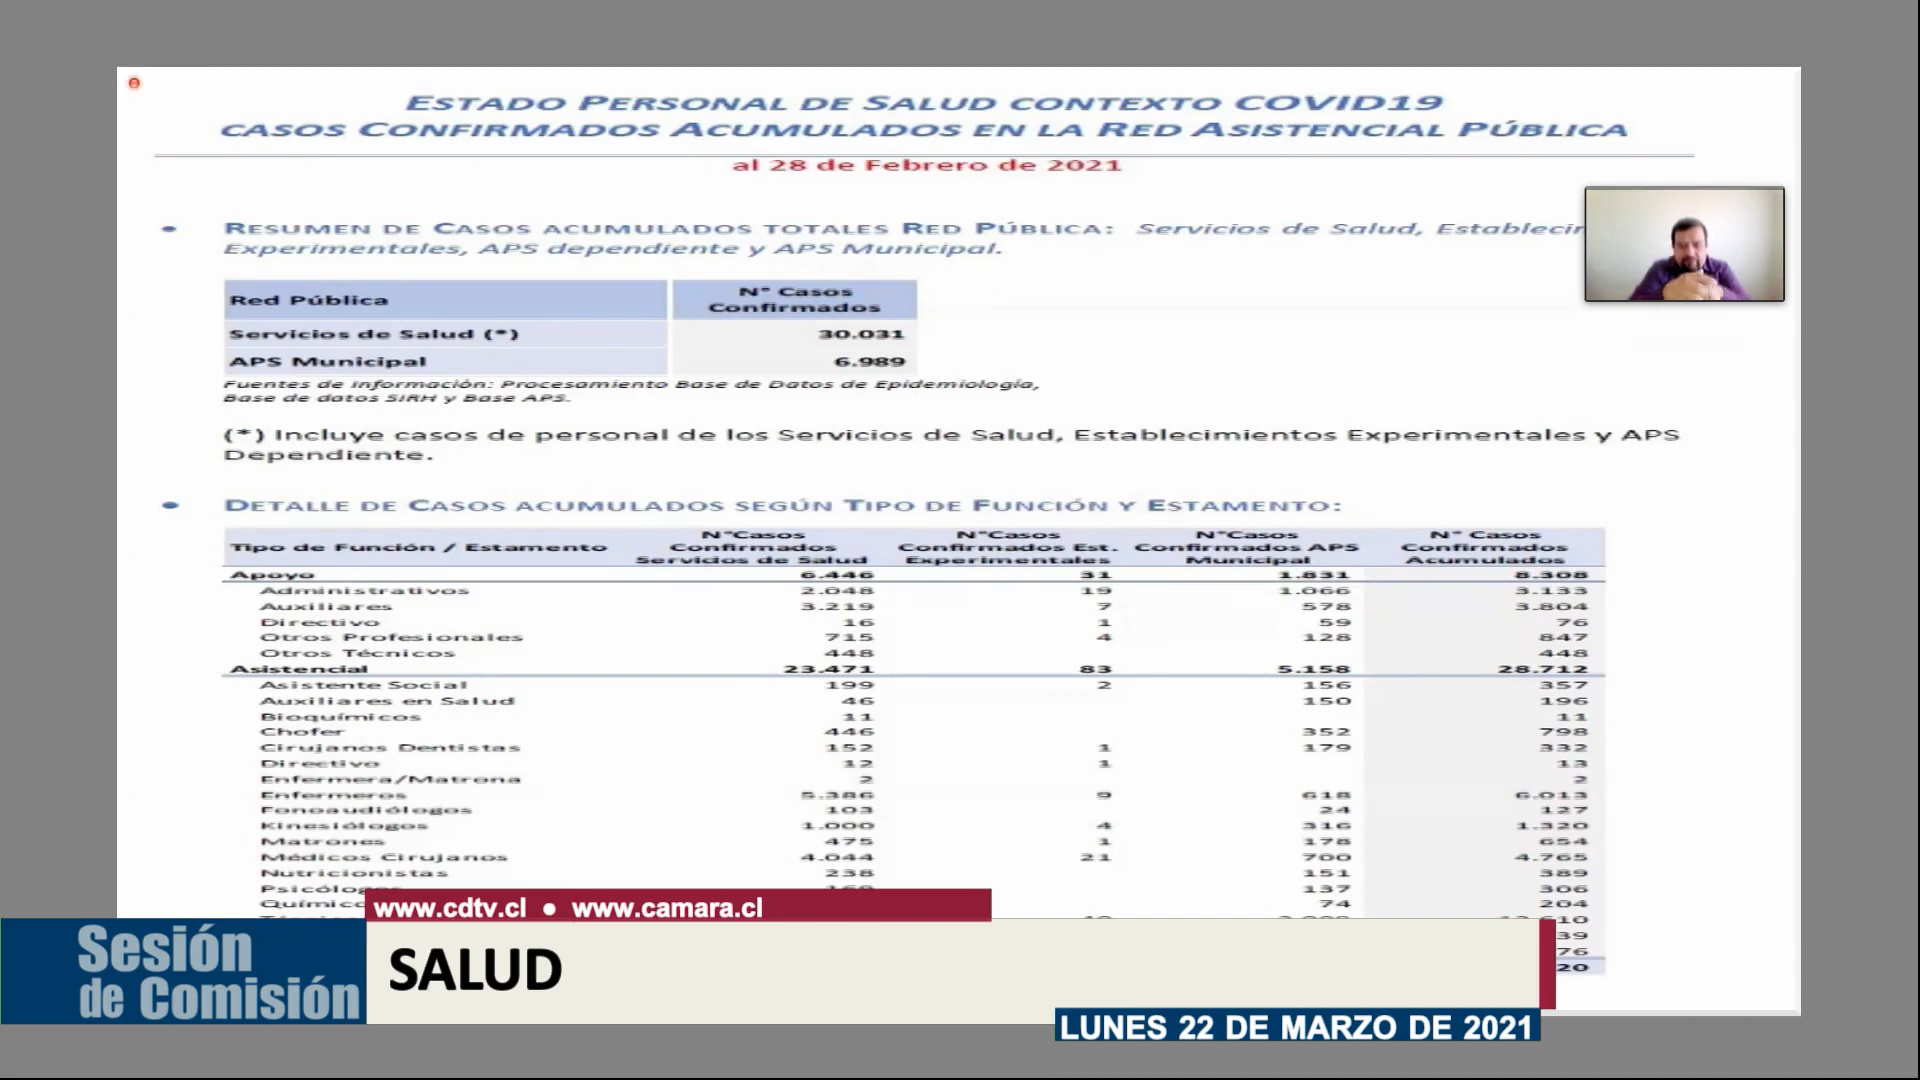 ESTADO PERSONAL DE SALUD CONTEXTO COVID19
CASOS CONFIRMADOS ACUMULADOS EN LA RED ASISTENCIAL PÚBLICA
al 28 de Febrero de 2021
• RESUMEN DE CASOS ACUMULADOS TOTALES RED PÚBLICA: Servicios de Salud, Establecir
Experimentales, APS dependiente y APS Municipal.
Red Pública N° Casos Confirmados
Servicios de Salud (*) 30.031
APS Municipal 6.989
Fuentes de Información: Procesamiento Base de Datos de Epidemiología,
Base de datos SIRH y Base APS.
(*) Incluye casos de personal de los Servicios de Salud, Establecimientos Experimentales y APS
Dependiente.
• DETALLE DE CASOS ACUMULADOS SEGÚN TIPO DE FUNCIÓN Y ESTAMENTO:
Tipo de Función / Estamento N°Casos Confirmados Servicios de Salud N°Casos Confirmados Est. Experimentales N°Casos Confirmados APS Municipal N° Casos Confirmados Acumulados
Apoyo 6.446 31 1.831 8.308
Administrativos 2.048 19 1.066 3.133
Auxiliares 3.219 7 578 3.804
Directivo 16 1 59 76
Otros Profesionales 715 4 128 847
Otros Técnicos 448 448
Asistencial 23.471 83 5.158 28.712
Asistente Social 199 2 156 357
Auxiliares en Salud 46 150 196
Bioquímicos 11 11
Chofer 446 352 798
Cirujanos Dentistas 152 1 179 332
Directivo 12 1 13
Enfermera/Matrona 2 2
Enfermeros 5.386 9 618 6.013
Fonoaudiólogos 103 24 127
Kinesiólogos 1.000 4 316 1.320
Matrones 475 1 178 654
Médicos Cirujanos 4.044 21 700 4.765
Nutricionistas 238 151 389
Psicólogo 137 306
Químico 74 204
610
39
76
20
www.cdtv.cl • www.camara.cl
Sesión
de Comisión
SALUD
LUNES 22 DE MARZO DE 2021